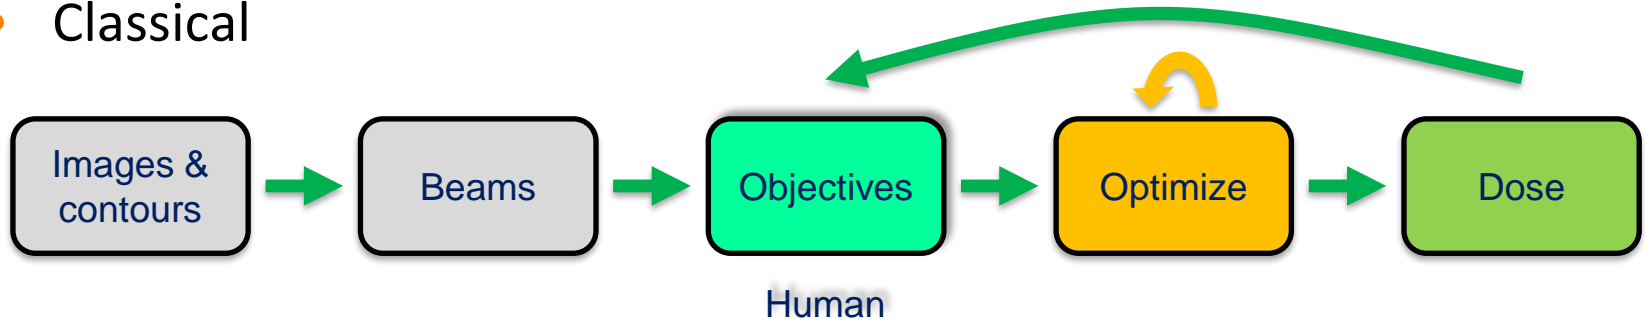 Classical
Images &
contours
Beams
Objectives
Optimize
Dose
Human